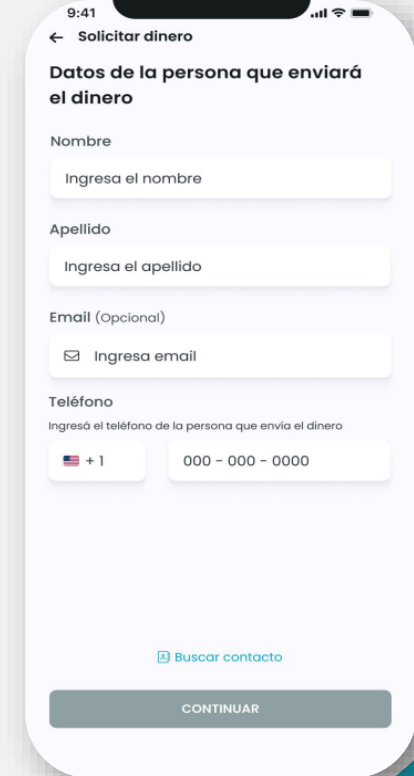 9:41
Solicitar dinero
Datos de la persona que enviará
el dinero
Nombre
Ingresa el nombre
Apellido
Ingresa el apellido
Email (Opcional)
Ingresa email
Teléfono
Ingresá el teléfono de la persona que envía el dinero
+ 1
000 - 000 - 0000
Buscar contacto
CONTINUAR